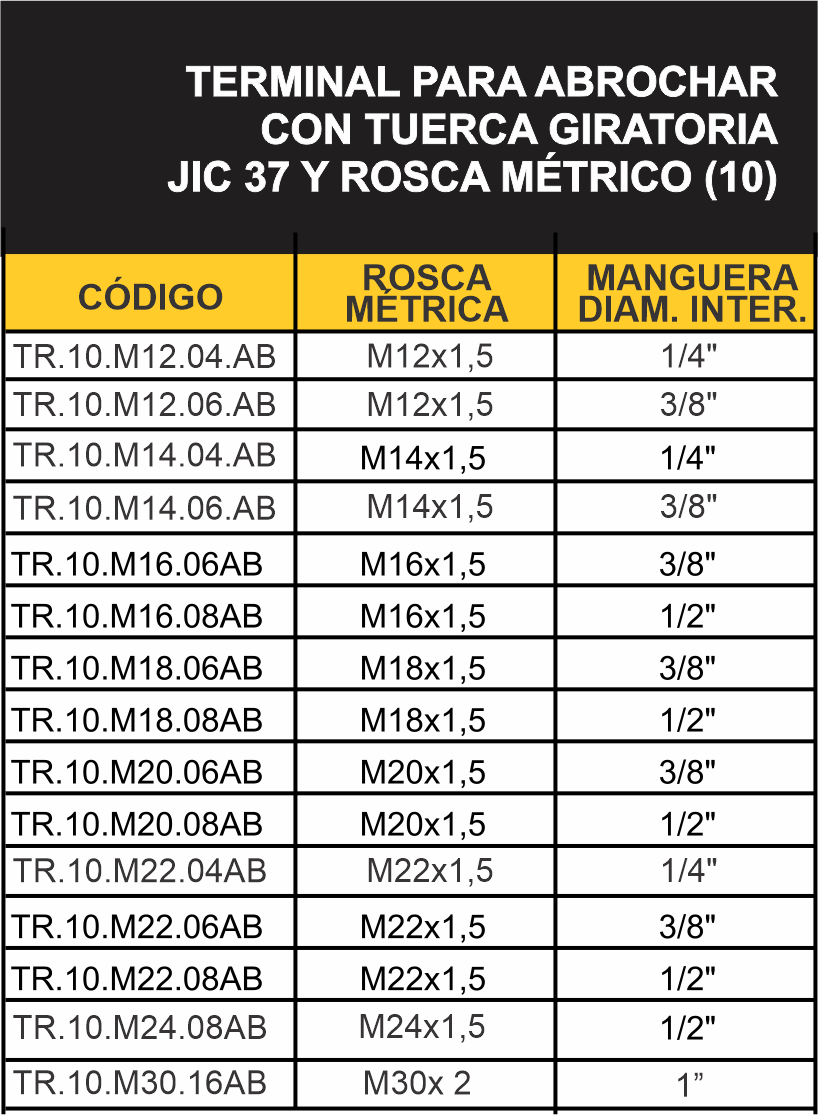 TERMINAL PARA ABROCHAR
CON TUERCA GIRATORIA
JIC 37 Y ROSCA MÉTRICO (10)
CÓDIGO ROSCA MÉTRICA MANGUERA DIAM. INTER.
TR.10.M12.04.AB M12x1,5 1/4"
TR.10.M12.06.AB M12x1,5 3/8"
TR.10.M14.04.AB M14x1,5 1/4"
TR.10.M14.06.AB M14x1,5 3/8"
TR.10.M16.06AB M16x1,5 3/8"
TR.10.M16.08AB M16x1,5 1/2"
TR.10.M18.06AB M18x1,5 3/8"
TR.10.M18.08AB M18x1,5 1/2"
TR.10.M20.06AB M20x1,5 3/8"
TR.10.M20.08AB M20x1,5 1/2"
TR.10.M22.04AB M22x1,5 1/4"
TR.10.M22.06AB M22x1,5 3/8"
TR.10.M22.08AB M22x1,5 1/2"
TR.10.M24.08AB M24x1,5 1/2"
TR.10.M30.16AB M30x 2 1”